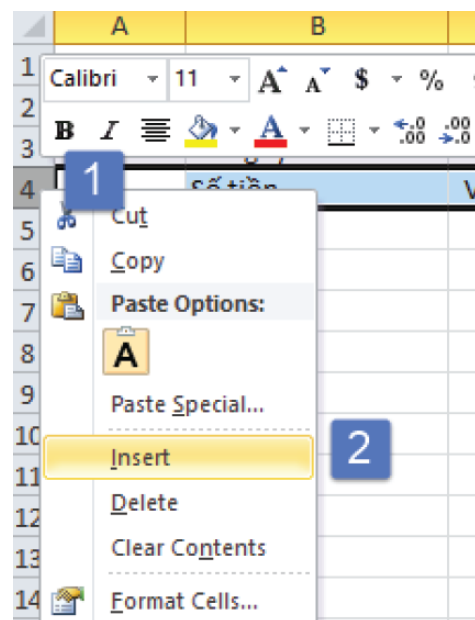 A B
1
Calibri 11 A A $ %
2
B I A .0 .00 .00 .0
3
4 1 Số tiền V
5 Cut
6 Copy
7 Paste Options:
8 A
9 Paste Special...
10
Insert 2
11
12 Delete
13 Clear Contents
14 Format Cells...